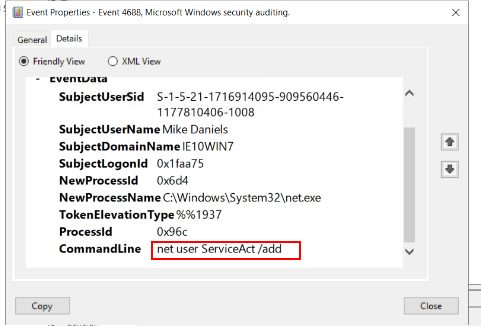 Event Properties - Event 4688, Microsoft Windows security auditing.
General Details
Friendly View XML View
- EventData
SubjectUserSid S-1-5-21-1716914095-909560446-
1177810406-1008
SubjectUserName Mike Daniels
SubjectDomainName IE10WIN7
SubjectLogonId 0x1faa75
NewProcessId 0x6d4
NewProcessName C:\Windows\System32\net.exe
TokenElevationType %%1937
ProcessId 0x96c
CommandLine net user ServiceAct /add
Copy Close